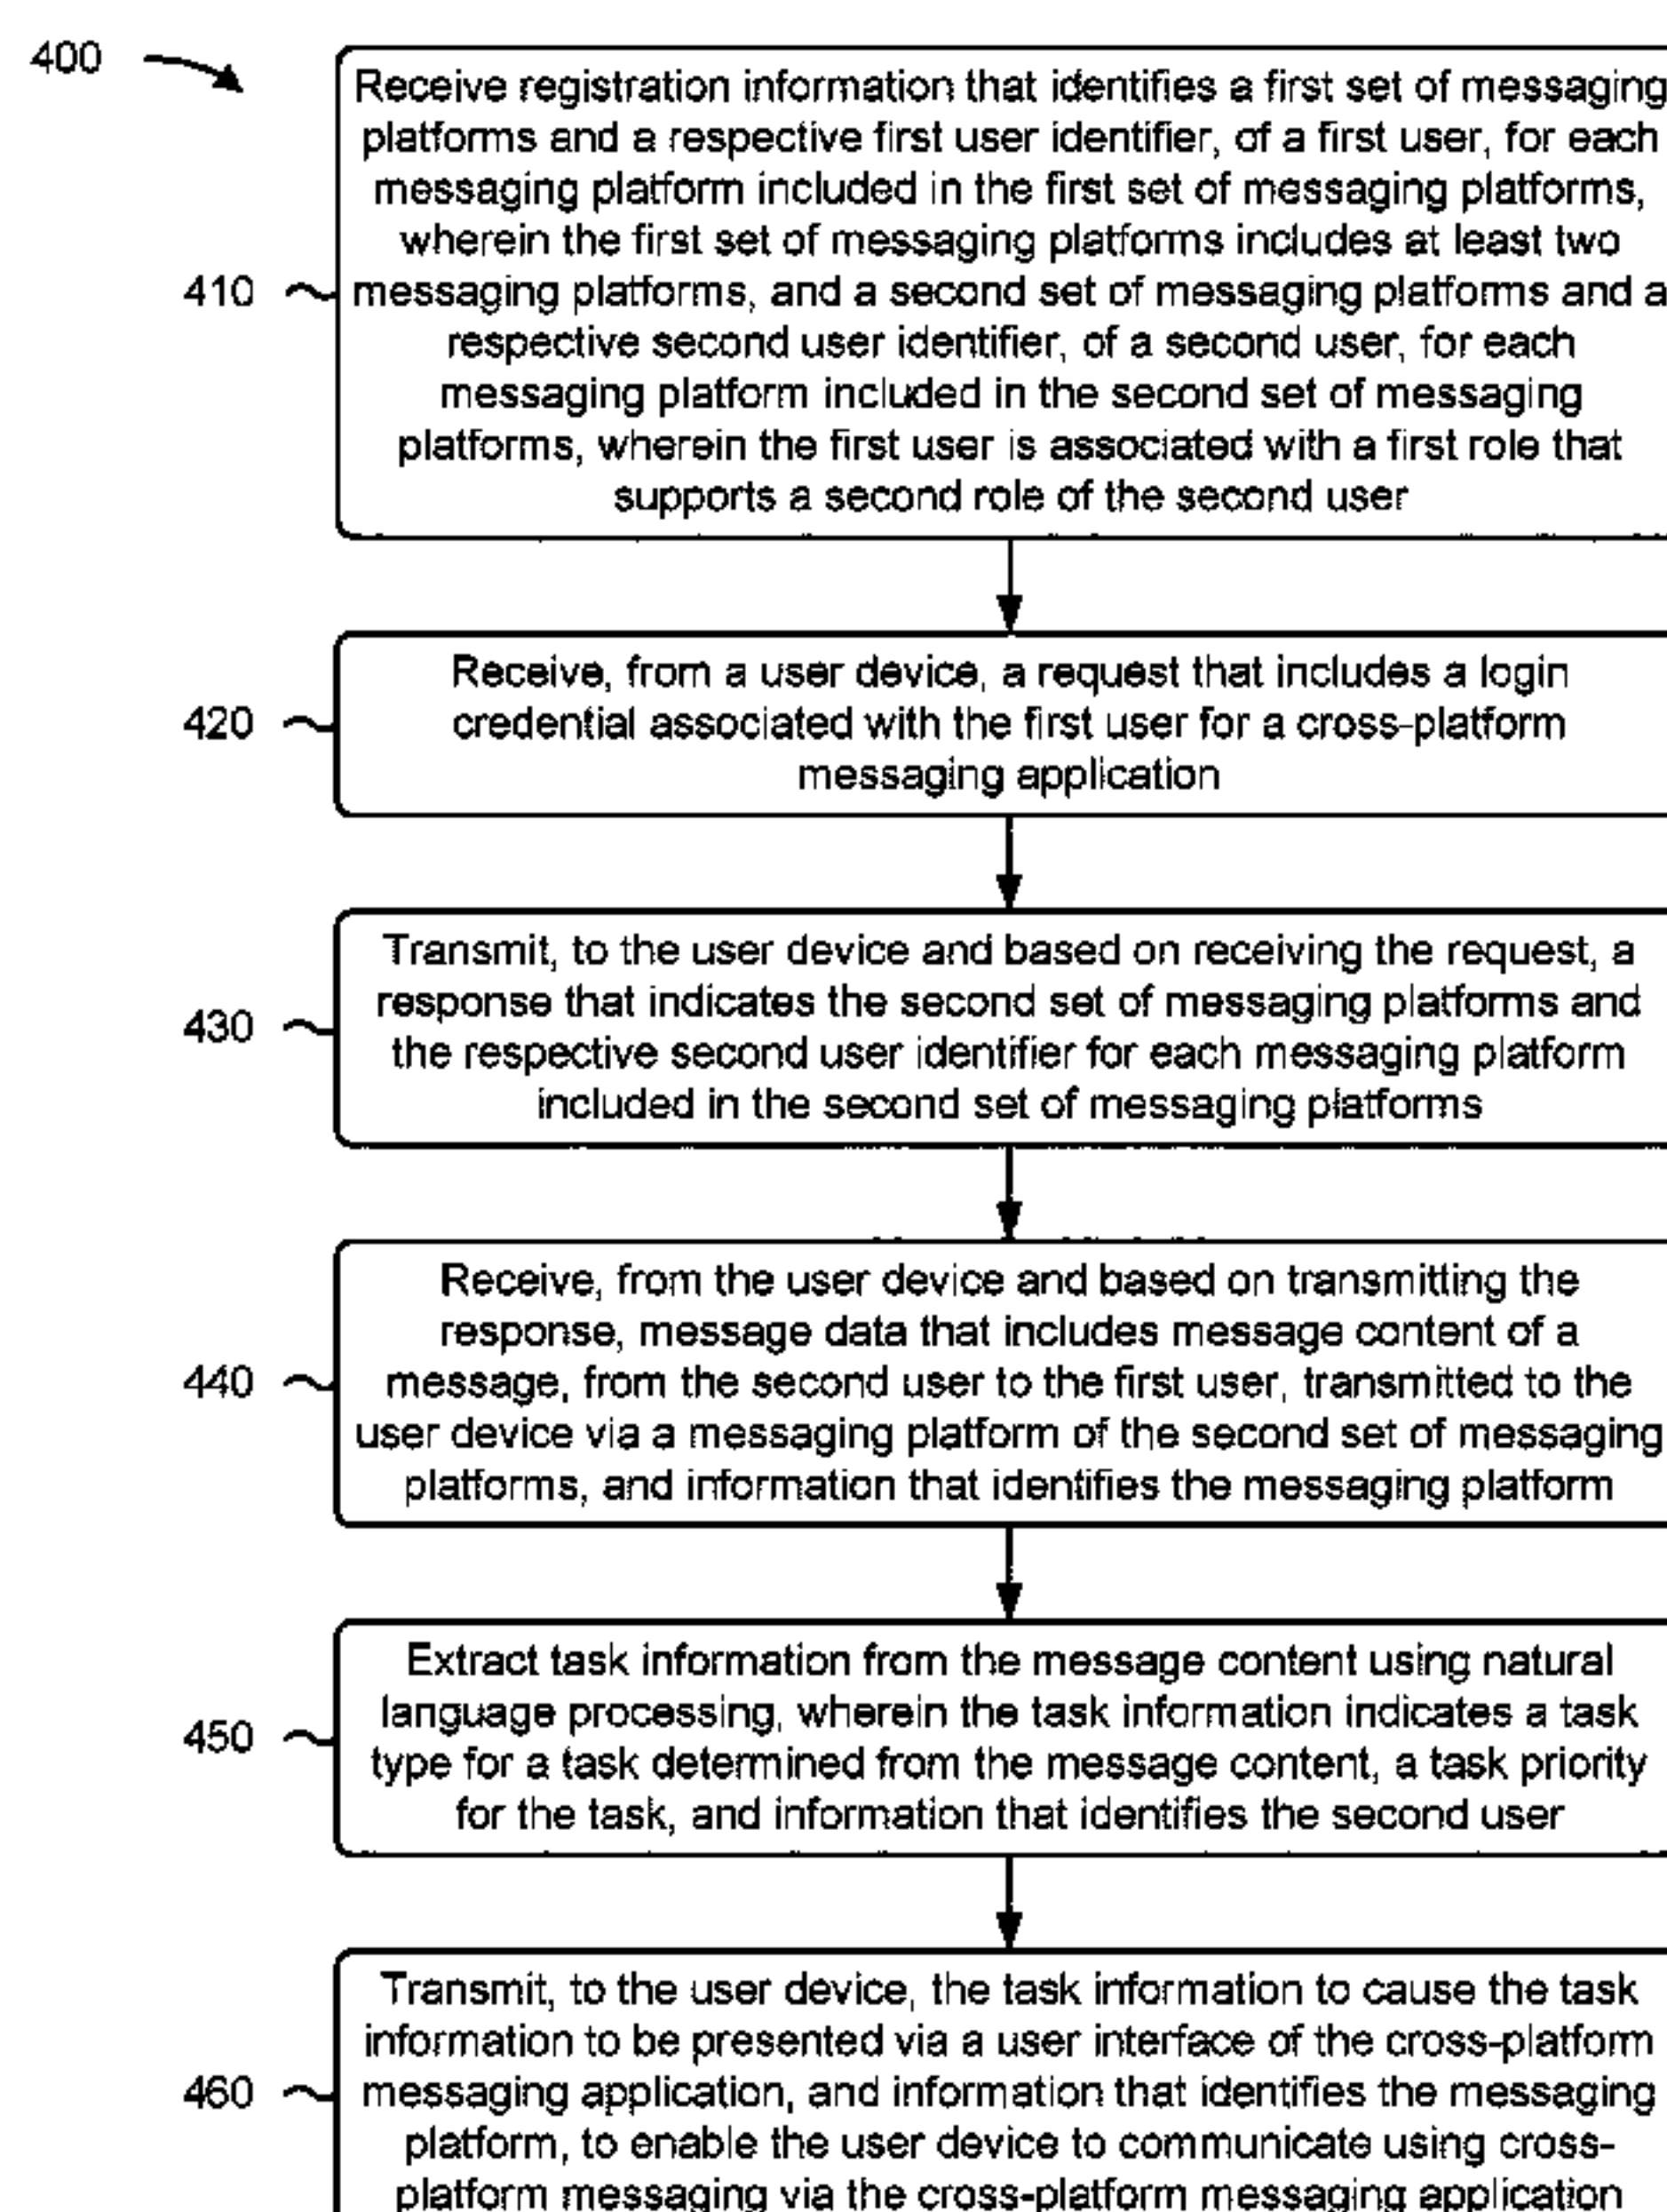 400
Receive registration information that identifies a first set of messaging
platforms and a respective first user identifier, of a first user, for each
messaging platform included in the first set of messaging platforms,
wherein the first set of messaging platforms includes at least two
410
messaging platforms, and a second set of messaging platforms and a
respective second user identifier, of a second user, for each
messaging platform included in the second set of messaging
platforms, wherein the first user is associated with a first role that
supports a second role of the second user
Receive, from a user device, a request that includes a login
420
credential associated with the first user for a cross-platform
messaging application
Transmit, to the user device and based on receiving the request, a
response that indicates the second set of messaging platforms and
430
the respective second user identifier for each messaging platform
included in the second set of messaging platforms
Receive, from the user device and based on transmitting the
response, message data that includes message content of a
440
message, from the second user to the first user, transmitted to the
user device via a messaging platform of the second set of messaging
platforms, and information that identifies the messaging platform
Extract task information from the message content using natural
language processing, wherein the task information indicates a task
450
type for a task determined from the message content, a task priority
for the task, and information that identifies the second user
Transmit, to the user device, the task information to cause the task
information to be presented via a user interface of the cross-platform
460
messaging application, and information that identifies the messaging
platform, to enable the user device to communicate using cross-
platform messaging via the cross-platform messaging application